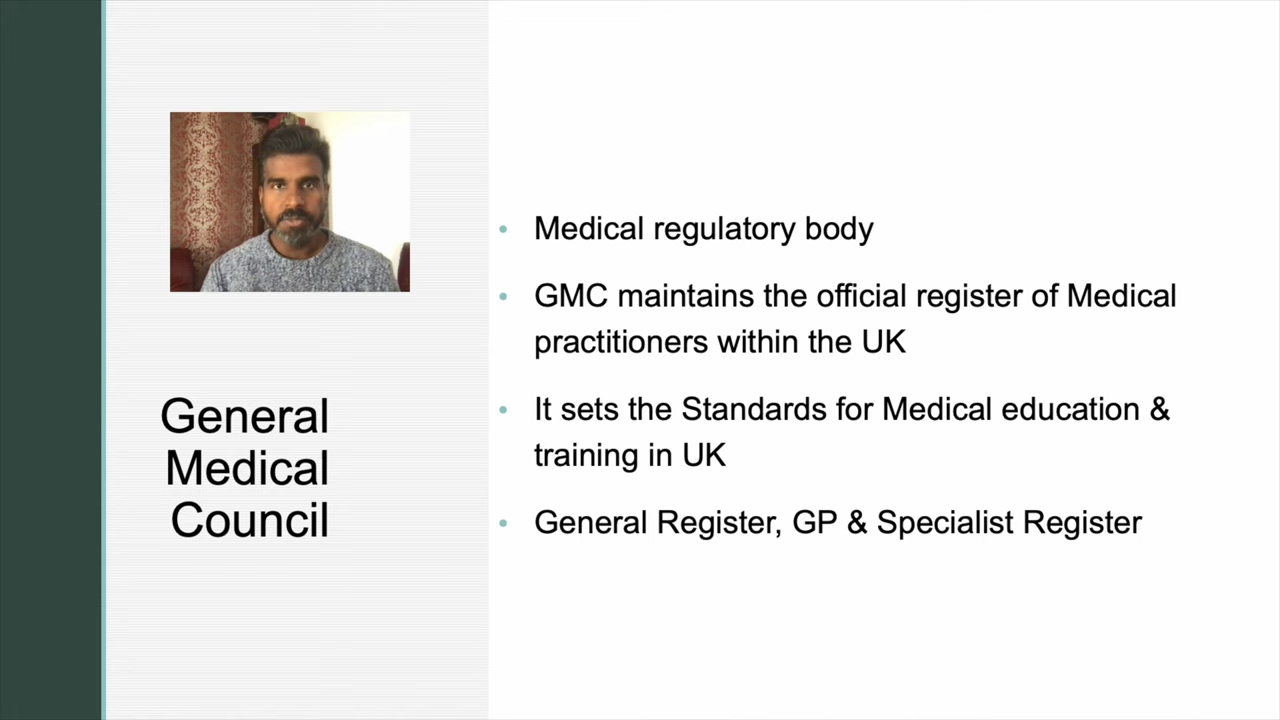 General
Medical
Council
• Medical regulatory body
• GMC maintains the official register of Medical
practitioners within the UK
• It sets the Standards for Medical education &
training in UK
• General Register, GP & Specialist Register